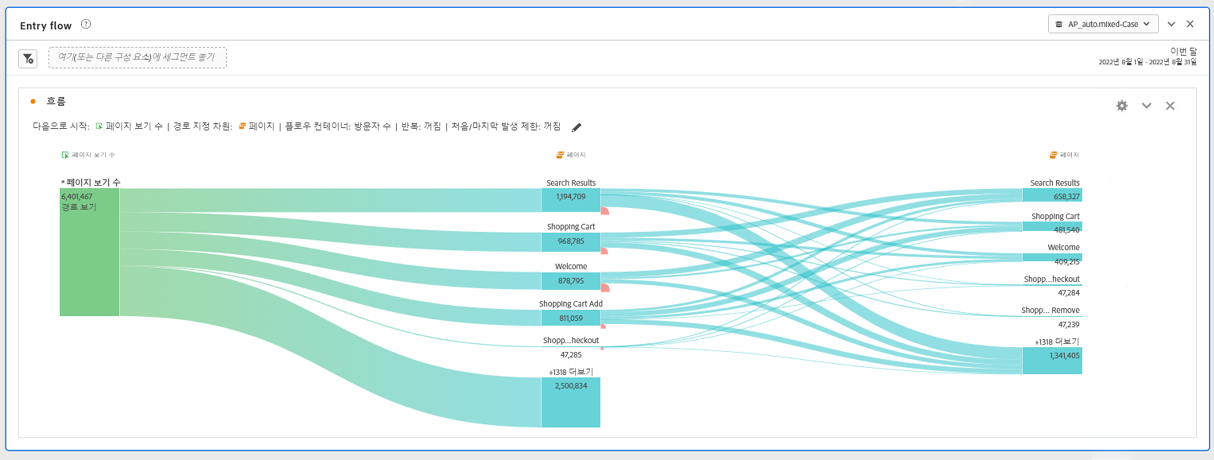 Entry flow ?
AP_auto.mixed-Case
여기(또는 다른 구성 요소)에 세그먼트 놓기
이번 달
2022년 8월 1일 - 2022년 8월 31일
흐름
다음으로 시작: 페이지 보기 수 | 경로 지정 차원: 페이지 | 플로우 컨테이너: 방문자 수 | 반복: 꺼짐 | 처음/마지막 발생 제한: 꺼짐
페이지 보기 수
페이지
페이지
* 페이지 보기 수
6,401,467
경로 보기
Search Results
1,194,709
Shopping Cart
968,785
Welcome
878,795
Shopping Cart Add
811,059
Shopp...heckout
47,285
+1318 더보기
2,500,834
Search Results
658,327
Shopping Cart
481,540
Welcome
409,215
Shopp...heckout
47,284
Shopp... Remove
47,239
+1318 더보기
1,341,405